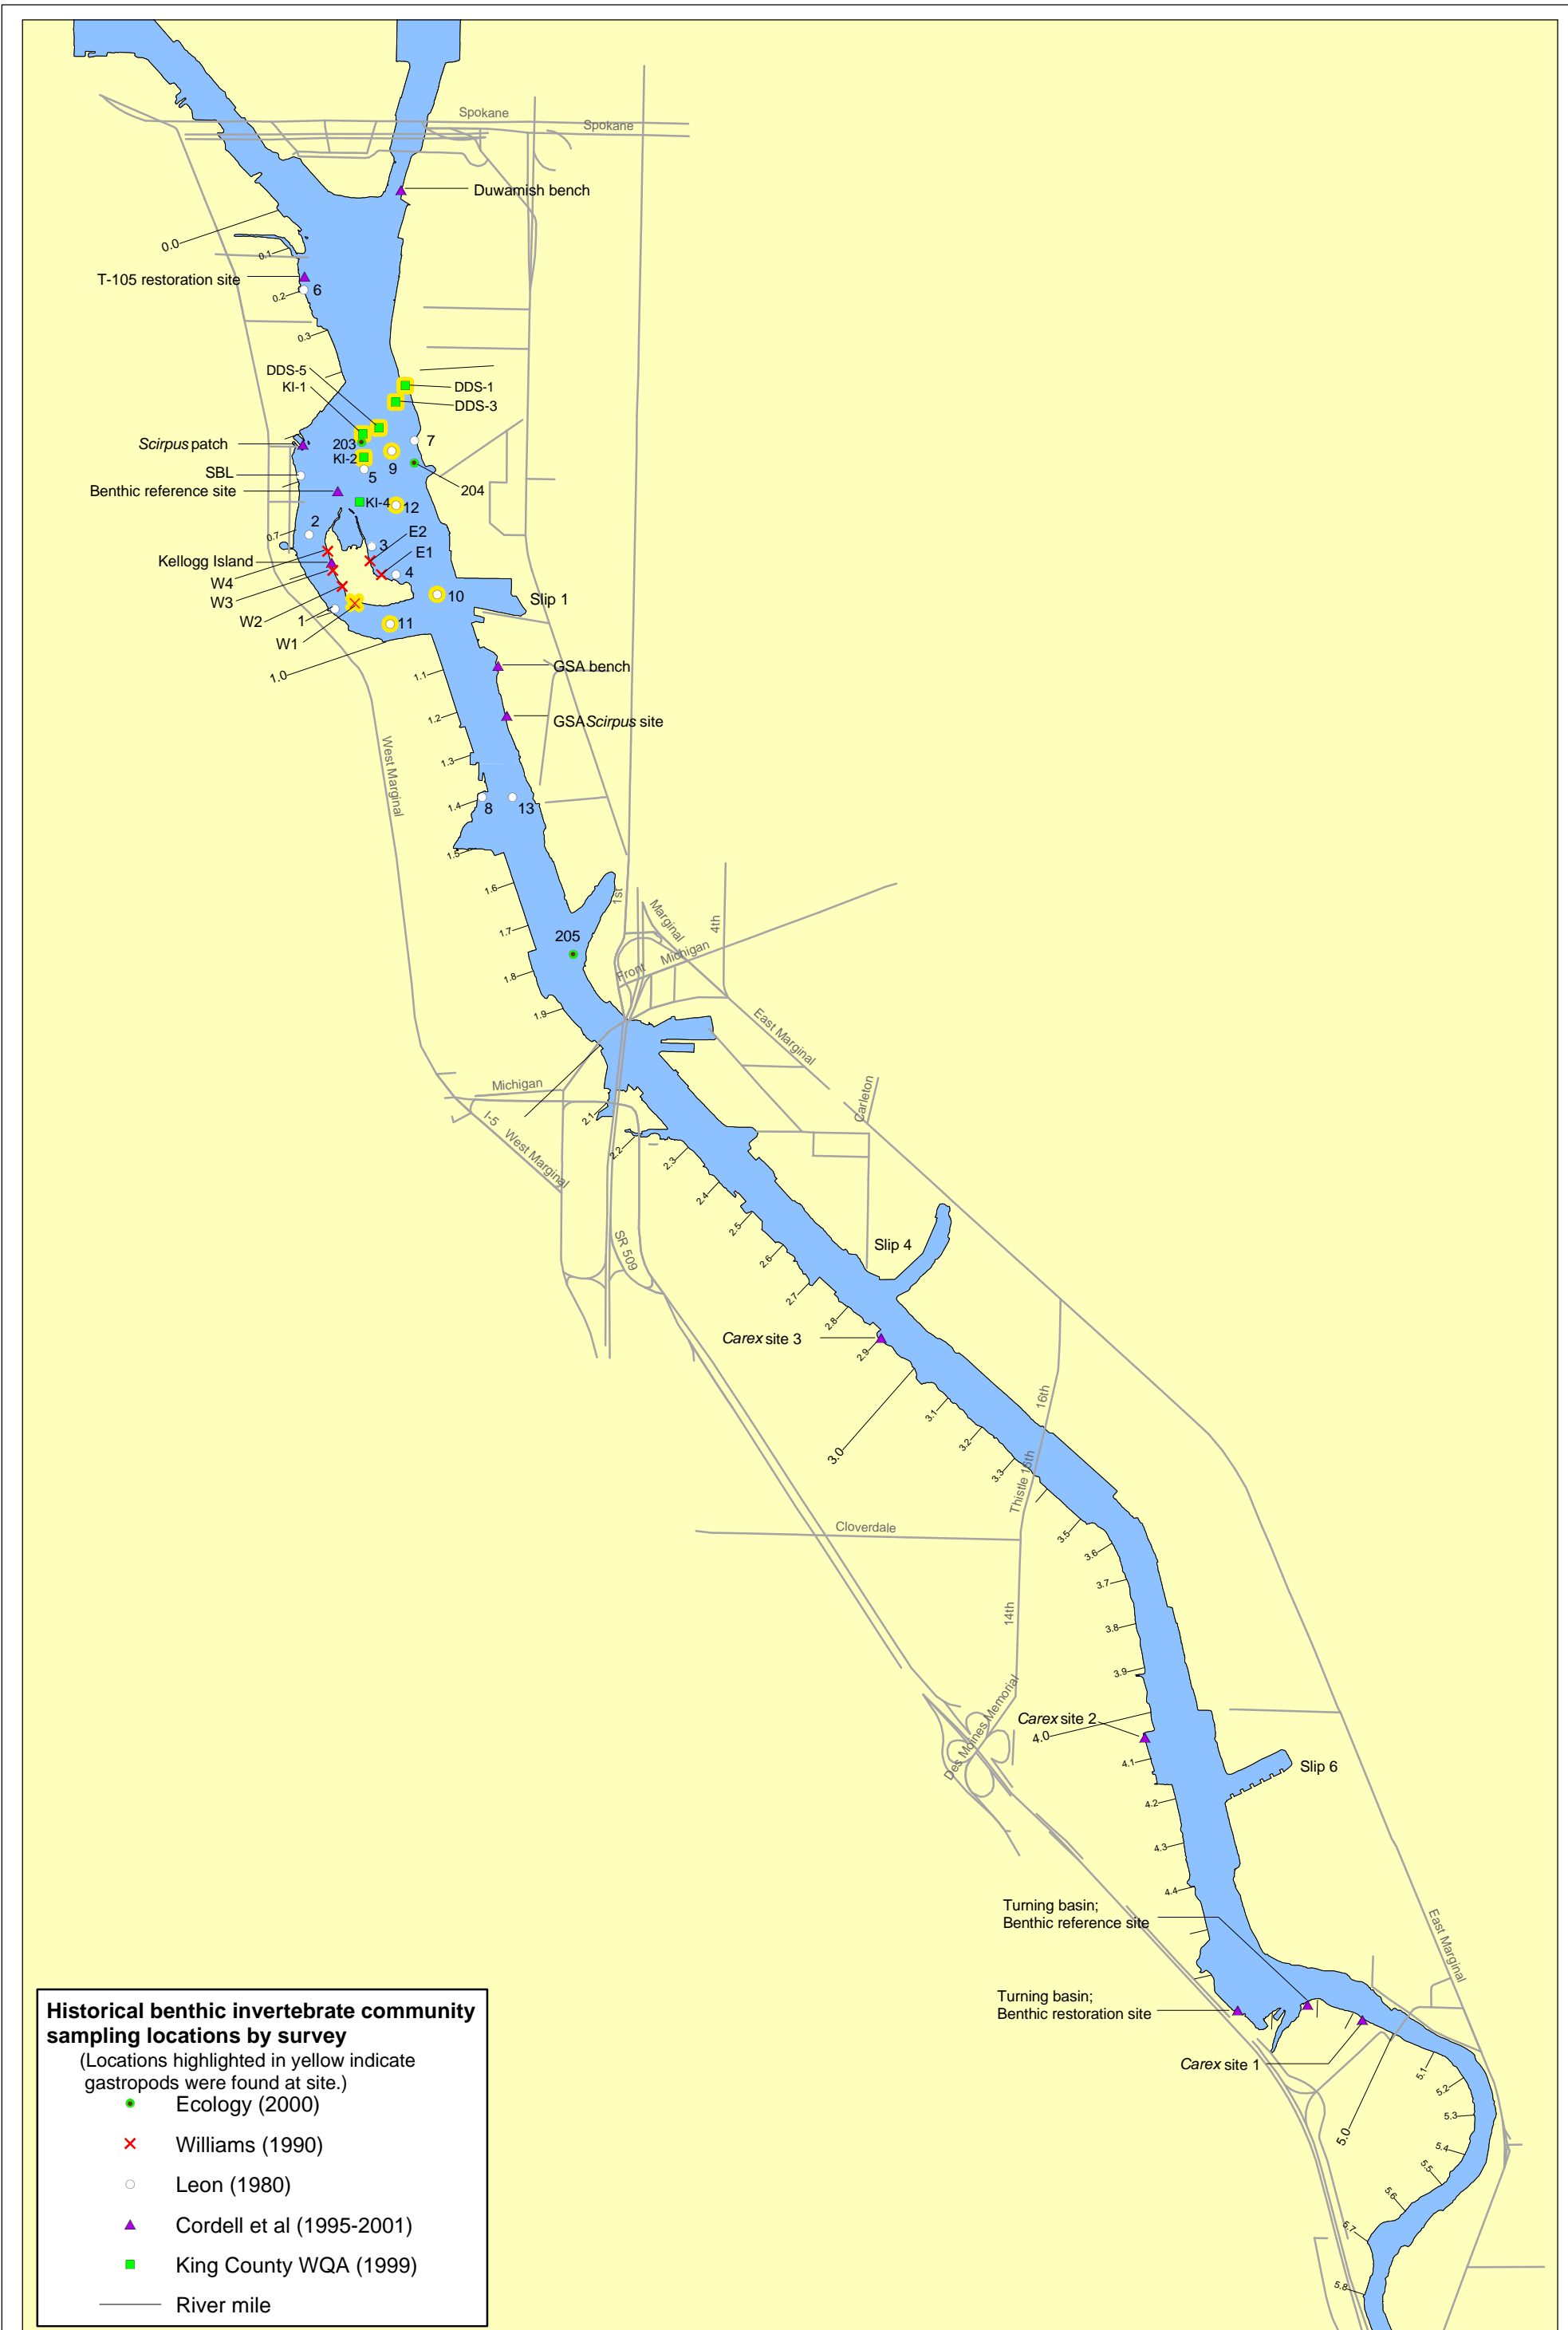 Spokane
Spokane
Duwamish bench
0.0
0.1
T-105 restoration site
6
0.2
0.3
DDS-5
KI-1
DDS-1
DDS-3
Scirpus patch
203
7
KI-2
9
SBL
5
Benthic reference site
204
KI-4
12
2
0.7
E2
3
Kellogg Island
E1
W4
4
W3
10
Slip 1
W2
1
11
W1
GSA bench
1.0
1.1
1.2
GSA Scirpus site
West Marginal
1.3
1.4
8
13
1.5
1.6
1st
Marginal
4th
1.7
205
Michigan
Front
1.8
1.9
East Marginal
Michigan
Carleton
I-5
West Marginal
2.1
2.2
2.3
2.4
2.5
SR 509
Slip 4
2.6
2.7
2.8
Carex site 3
2.9
3.0
3.1
16th
3.2
3.3
Thistle 16th
Cloverdale
3.5
3.6
3.7
14th
3.8
3.9
Des Moines Memorial
Carex site 2
4.0
4.1
Slip 6
4.2
4.3
4.4
Turning basin;
Benthic reference site
East Marginal
Turning basin;
Benthic restoration site
Carex site 1
5.0
5.1
5.2
5.3
5.4
5.5
5.6
5.7
5.8
Historical benthic invertebrate community
sampling locations by survey
(Locations highlighted in yellow indicate
gastropods were found at site.)
Ecology (2000)
Williams (1990)
Leon (1980)
Cordell et al (1995-2001)
King County WQA (1999)
River mile